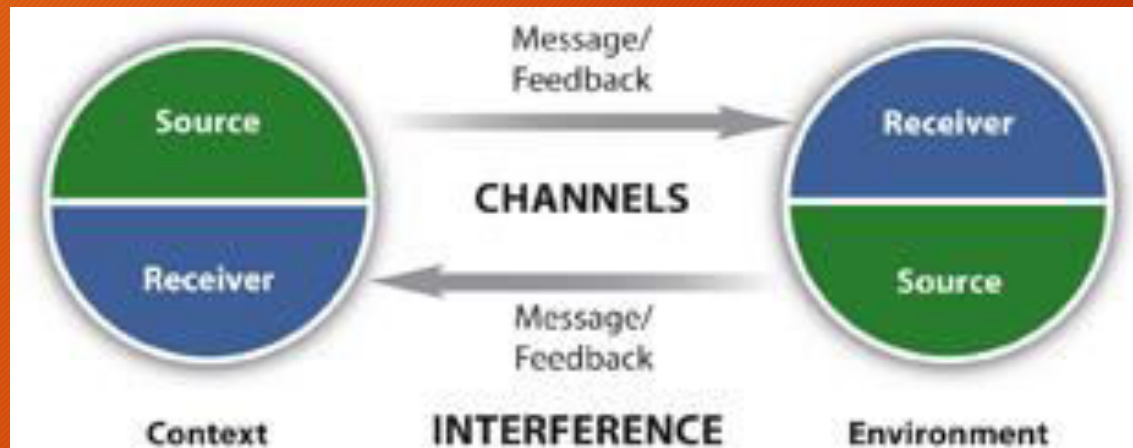 Message/
Feedback
Source
Receiver
CHANNELS
Receiver
Source
Message/
Feedback
Context
INTERFERENCE
Environment